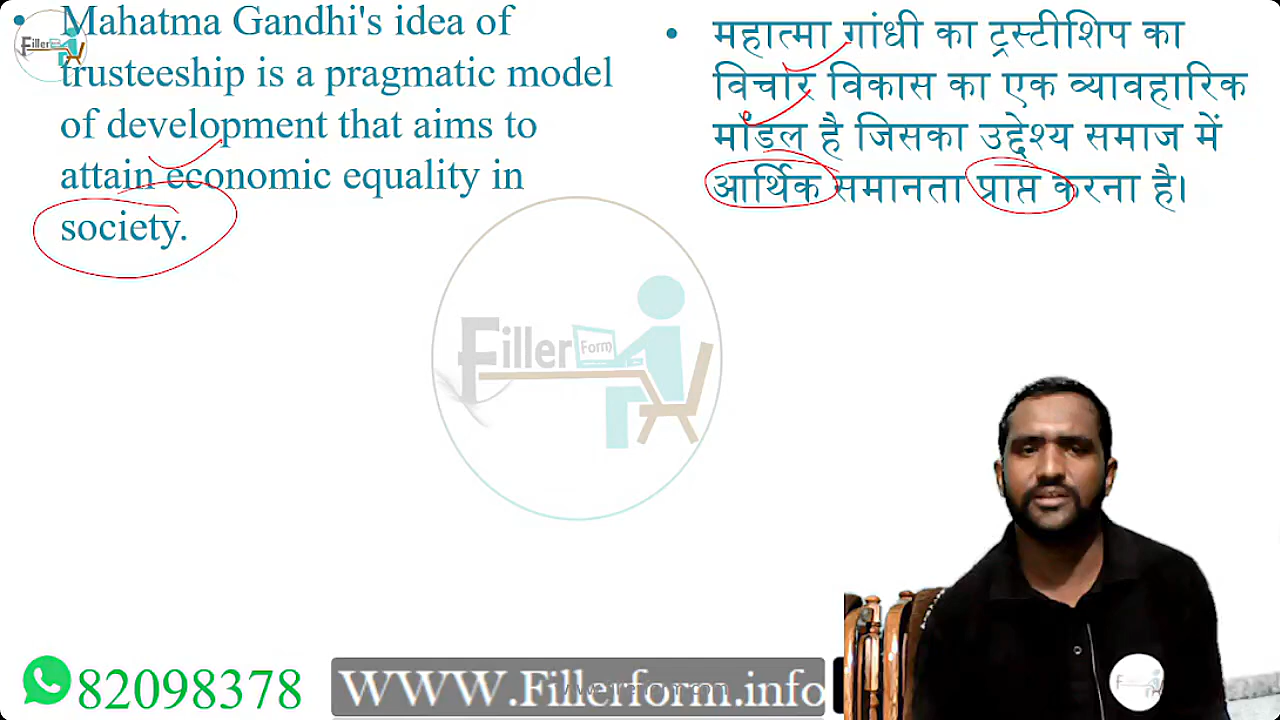 Mahatma Gandhi's idea of
trusteeship is a pragmatic model
of development that aims to
attain economic equality in
society.
महात्मा गांधी का ट्रस्टीशिप का
विचार विकास का एक व्यावहारिक
मॉडल है जिसका उद्देश्य समाज में
आर्थिक समानता प्राप्त करना है।
Filler Form
82098378
WWW.Fillerform.info